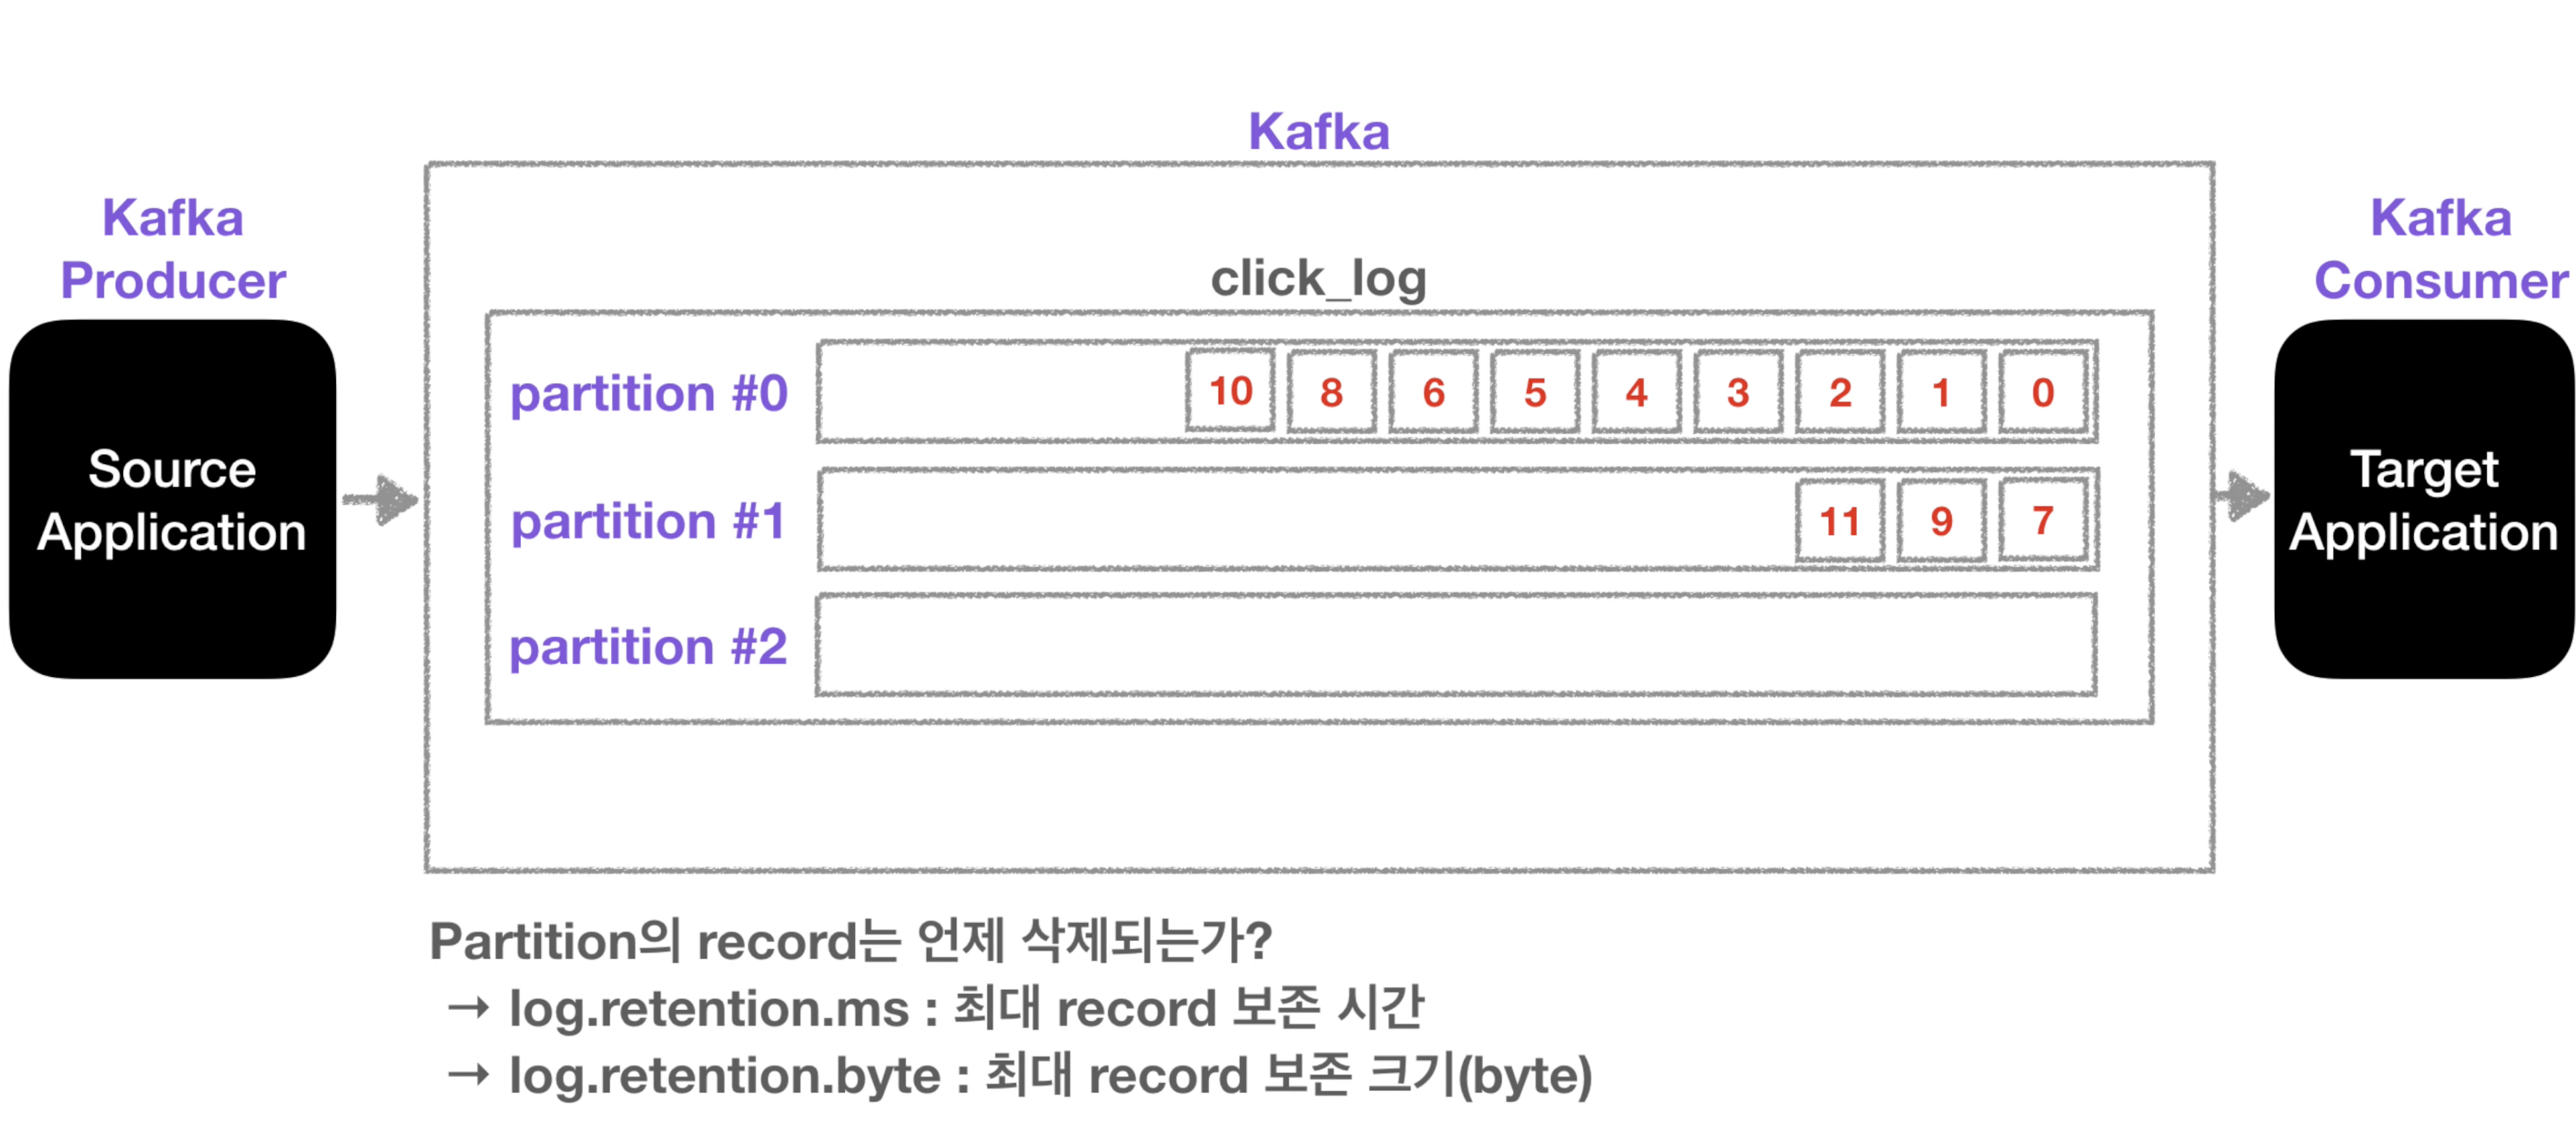 Kafka
Kafka
Producer
Kafka
Consumer
click_log
Source
Application
partition #0
10 8 6 5 4 3 2 1 0
partition #1
11 9 7
partition #2
Target
Application
Partition의 record는 언제 삭제되는가?
→ log.retention.ms : 최대 record 보존 시간
→ log.retention.byte : 최대 record 보존 크기(byte)